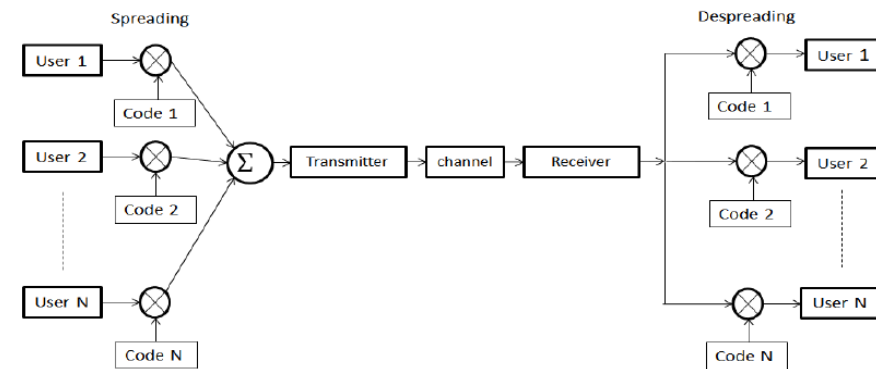 Spreading
Despreading
User 1
Code 1
User 2
Code 2
User N
Code N
Σ
Transmitter
channel
Receiver
User 1
Code 1
User 2
Code 2
User N
Code N